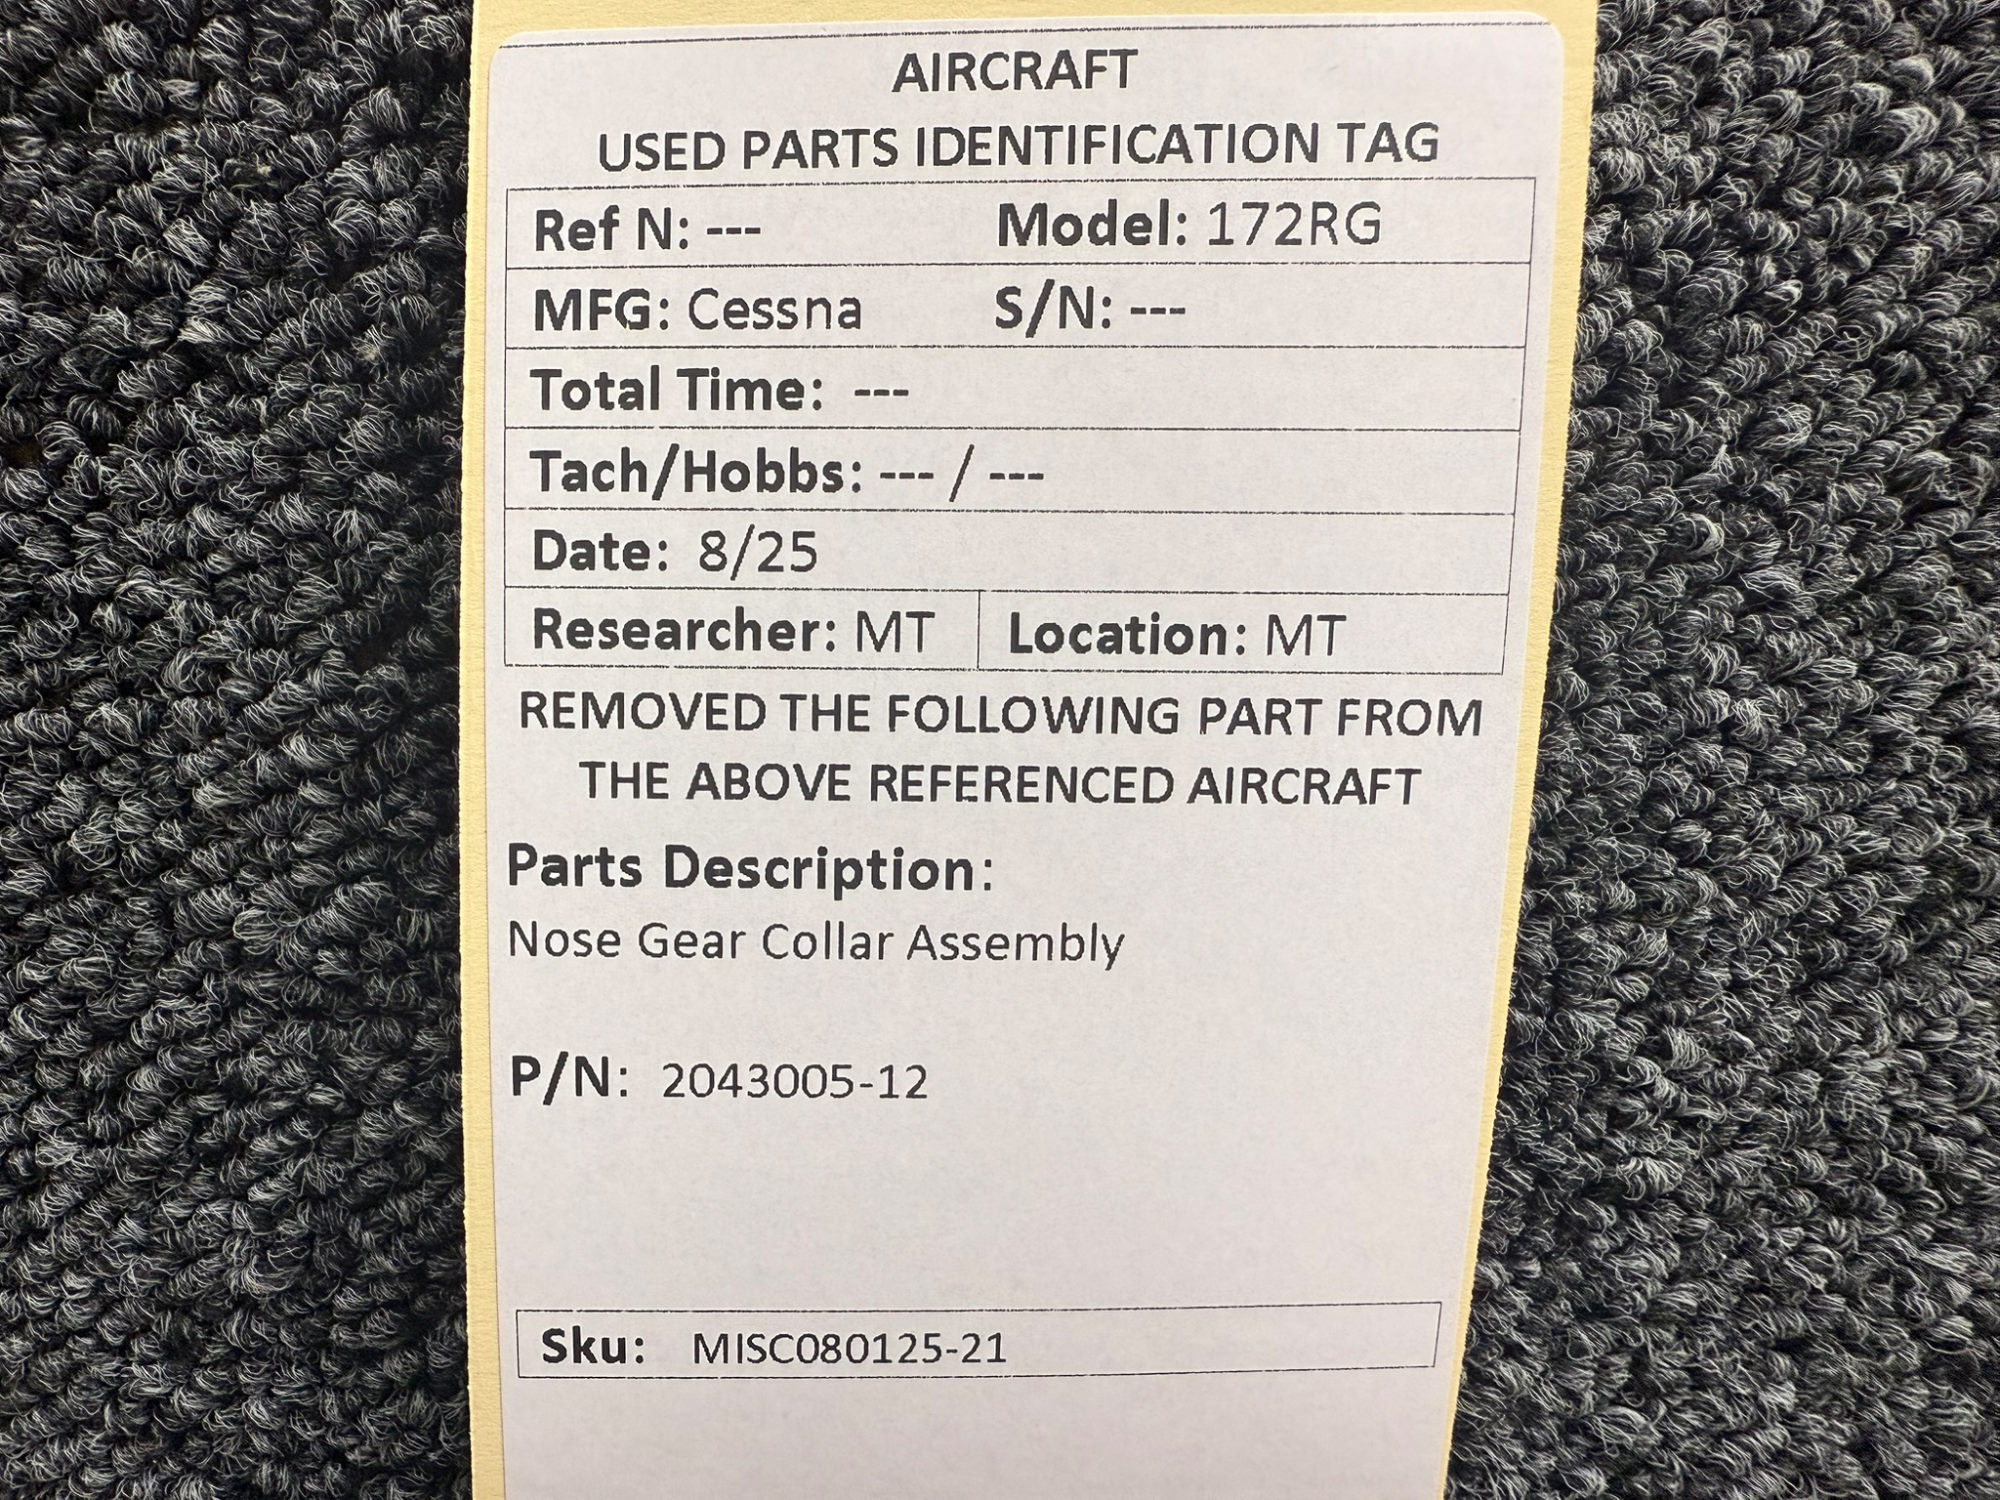 AIRCRAFT
USED PARTS IDENTIFICATION TAG
Ref N: --- Model: 172RG
MFG: Cessna S/N: ---
Total Time: ---
Tach/Hobbs: --- / ---
Date: 8/25
Researcher: MT Location: MT
REMOVED THE FOLLOWING PART FROM
THE ABOVE REFERENCED AIRCRAFT
Parts Description:
Nose Gear Collar Assembly
P/N: 2043005-12
Sku: MISC080125-21